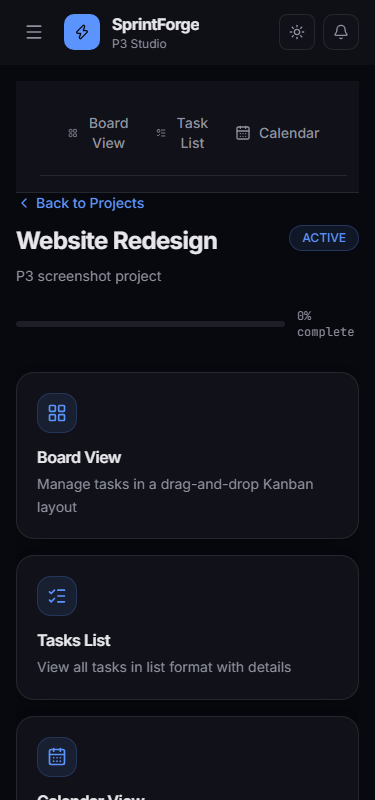 SprintForge
P3 Studio
Board View
Task List
Calendar
Back to Projects
Website Redesign
ACTIVE
P3 screenshot project
0% complete
Board View
Manage tasks in a drag-and-drop Kanban
layout
Tasks List
View all tasks in list format with details
Calendar View